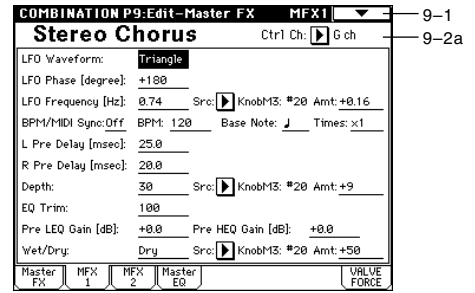 COMBINATION P9:Edit-Master FX MFX1
9-1
Stereo Chorus Ctrl Ch: G ch
9-2a
LFO Waveform: Triangle
LFO Phase [degree]: +180
LFO Frequency [Hz]: 0.74 Src: KnobM3: #20 Amt: +0.16
BPM/MIDI Sync: Off BPM: 120 Base Note: ♩ Times: x1
L Pre Delay [msec]: 25.0
R Pre Delay [msec]: 20.0
Depth: 30 Src: KnobM3: #20 Amt: +9
EQ Trim: 100
Pre LEQ Gain [dB]: +0.0 Pre HEQ Gain [dB]: +0.0
Wet/Dry: Dry Src: KnobM3: #20 Amt: +50
Master FX MFX 1 MFX 2 Master EQ VALVE FORCE